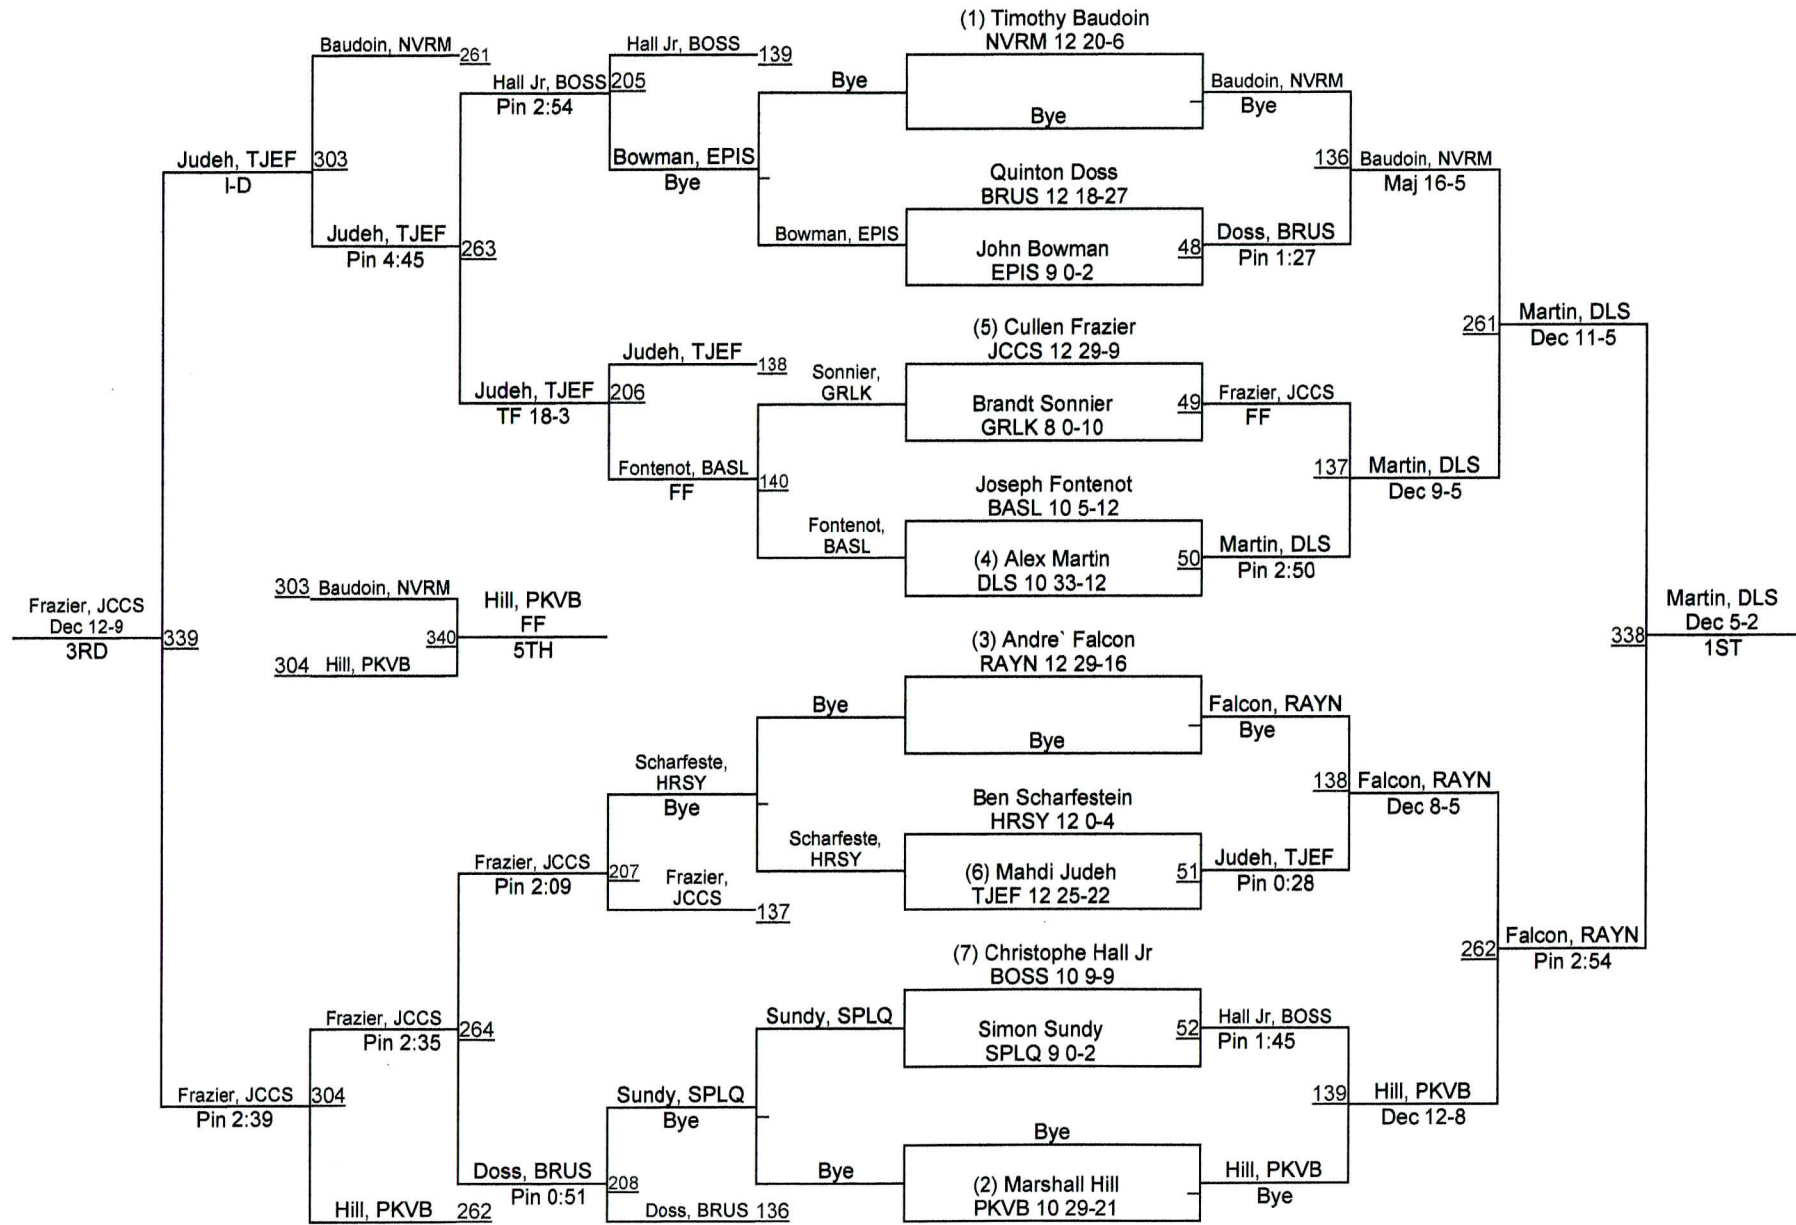 (1) Timothy Baudoin
NVRM 12 20-6
Baudoin, NVRM 261
Hall Jr, BOSS 139
Hall Jr, BOSS 205
Pin 2:54
Bye
Bye
Baudoin, NVRM
Bye
Judeh, TJEF 303
I-D
Bowman, EPIS
Bye
136 Baudoin, NVRM
Maj 16-5
Quinton Doss
BRUS 12 18-27
Judeh, TJEF 263
Pin 4:45
Bowman, EPIS
John Bowman 48
EPIS 9 0-2
Doss, BRUS
Pin 1:27
261 Martin, DLS
Dec 11-5
(5) Cullen Frazier
JCCS 12 29-9
Judeh, TJEF 138
Judeh, TJEF 206
TF 18-3
Sonnier,
GRLK
Brandt Sonnier 49
GRLK 8 0-10
Frazier, JCCS
FF
Fontenot, BASL 140
FF
137 Martin, DLS
Dec 9-5
Joseph Fontenot
BASL 10 5-12
Fontenot,
BASL
(4) Alex Martin 50
DLS 10 33-12
Martin, DLS
Pin 2:50
Frazier, JCCS
Dec 12-9
3RD
339
303 Baudoin, NVRM
304 Hill, PKVB
340
Hill, PKVB
FF
5TH
338
Martin, DLS
Dec 5-2
1ST
(3) Andre` Falcon
RAYN 12 29-16
Bye
Bye
Falcon, RAYN
Bye
Scharfeste,
HRSY
Bye
138 Falcon, RAYN
Dec 8-5
Ben Scharfestein
HRSY 12 0-4
Frazier, JCCS 207
Pin 2:09
Scharfeste,
HRSY
(6) Mahdi Judeh 51
TJEF 12 25-22
Judeh, TJEF
Pin 0:28
Frazier,
JCCS 137
262 Falcon, RAYN
Pin 2:54
(7) Christophe Hall Jr
BOSS 10 9-9
Frazier, JCCS 264
Pin 2:35
Sundy, SPLQ
Simon Sundy 52
SPLQ 9 0-2
Hall Jr, BOSS
Pin 1:45
Frazier, JCCS 304
Pin 2:39
Sundy, SPLQ
Bye
139 Hill, PKVB
Dec 12-8
Bye
Doss, BRUS 208
Pin 0:51
Bye
(2) Marshall Hill
PKVB 10 29-21
Hill, PKVB
Bye
Hill, PKVB 262
Doss, BRUS 136